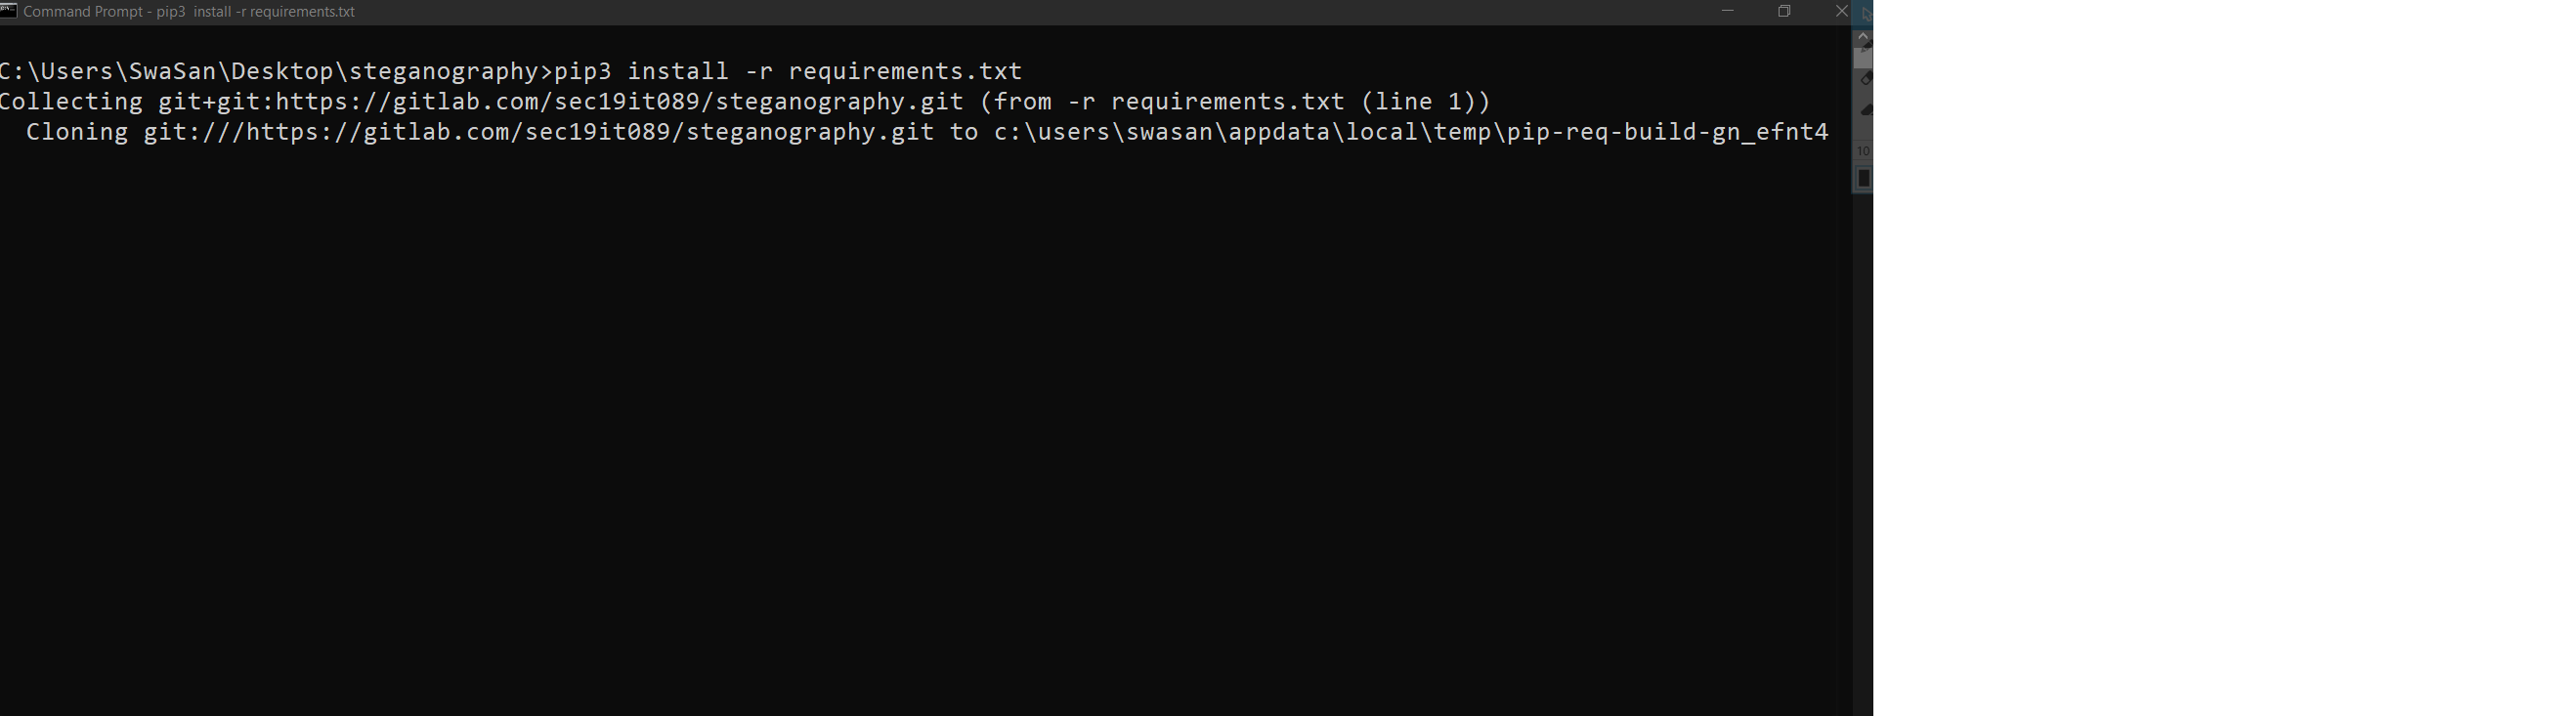 Command Prompt - pip3  install -r requirements.txt
C:\Users\SwaSan\Desktop\steganography>pip3 install -r requirements.txt
Collecting git+git:https://gitlab.com/sec19it089/steganography.git (from -r requirements.txt (line 1))
  Cloning git:///https://gitlab.com/sec19it089/steganography.git to c:\users\swasan\appdata\local\temp\pip-req-build-gn_efnt4
10